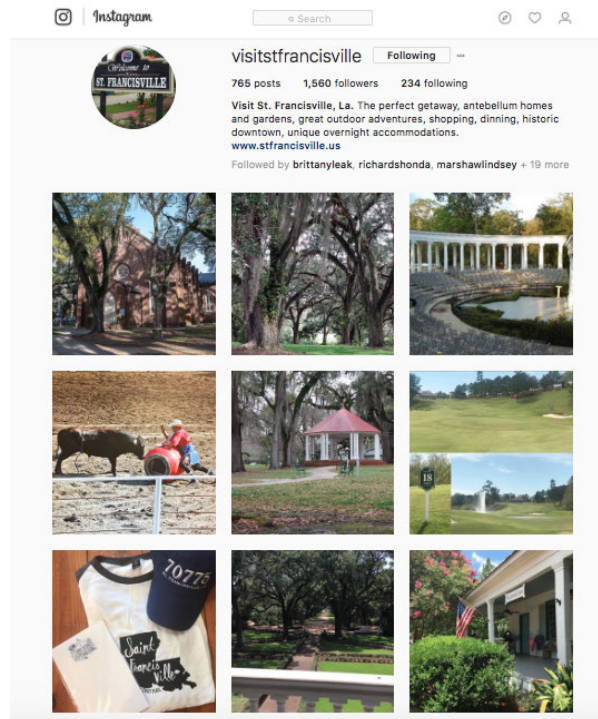 Instagram
Search
Welcome to
ST. FRANCISVILLE
visitstfrancisville Following
765 posts 1,560 followers 234 following
Visit St. Francisville, La. The perfect getaway, antebellum homes
and gardens, great outdoor adventures, shopping, dinning, historic
downtown, unique overnight accommodations.
www.stfrancisville.us
Followed by brittanyleak, richardshonda, marshawlindsey + 19 more
18
70775
Saint
Francis
Ville